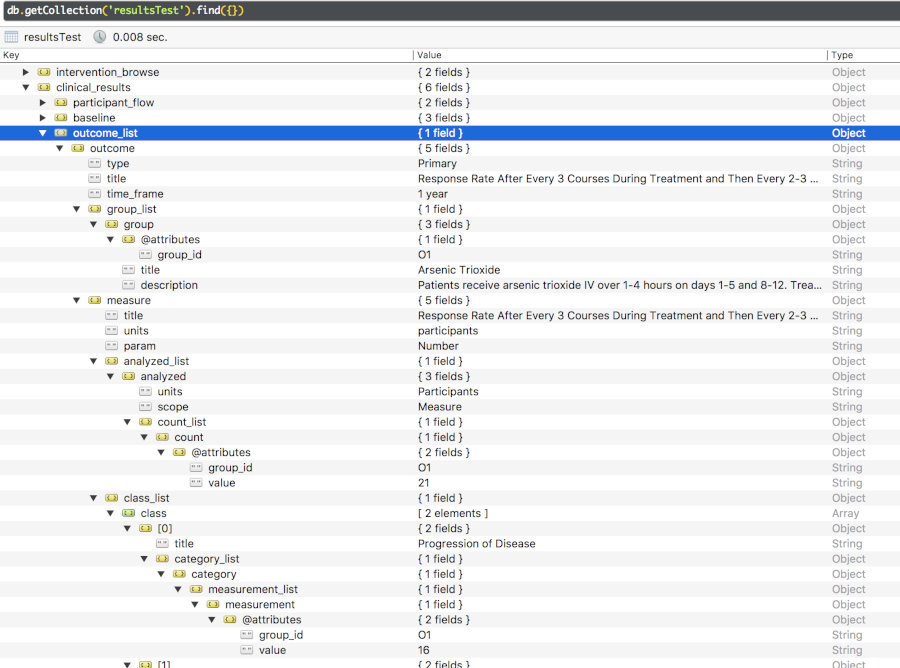 db.getCollection('resultsTest').find({})
resultsTest 0.008 sec.
Key Value Type
intervention_browse { 2 fields } Object
clinical_results { 6 fields } Object
participant_flow { 2 fields } Object
baseline { 3 fields } Object
outcome_list { 1 field } Object
outcome { 5 fields } Object
type Primary String
title Response Rate After Every 3 Courses During Treatment and Then Every 2-3 ... String
time_frame 1 year String
group_list { 1 field } Object
group { 3 fields } Object
@attributes { 1 field } Object
group_id O1 String
title Arsenic Trioxide String
description Patients receive arsenic trioxide IV over 1-4 hours on days 1-5 and 8-12. Trea... String
measure { 5 fields } Object
title Response Rate After Every 3 Courses During Treatment and Then Every 2-3 ... String
units participants String
param Number String
analyzed_list { 1 field } Object
analyzed { 3 fields } Object
units Participants String
scope Measure String
count_list { 1 field } Object
count { 1 field } Object
@attributes { 2 fields } Object
group_id O1 String
value 21 String
class_list { 1 field } Object
class [ 2 elements ] Array
[0] { 2 fields } Object
title Progression of Disease String
category_list { 1 field } Object
category { 1 field } Object
measurement_list { 1 field } Object
measurement { 1 field } Object
@attributes { 2 fields } Object
group_id O1 String
value 16 String
[1] { 2 fields } Object